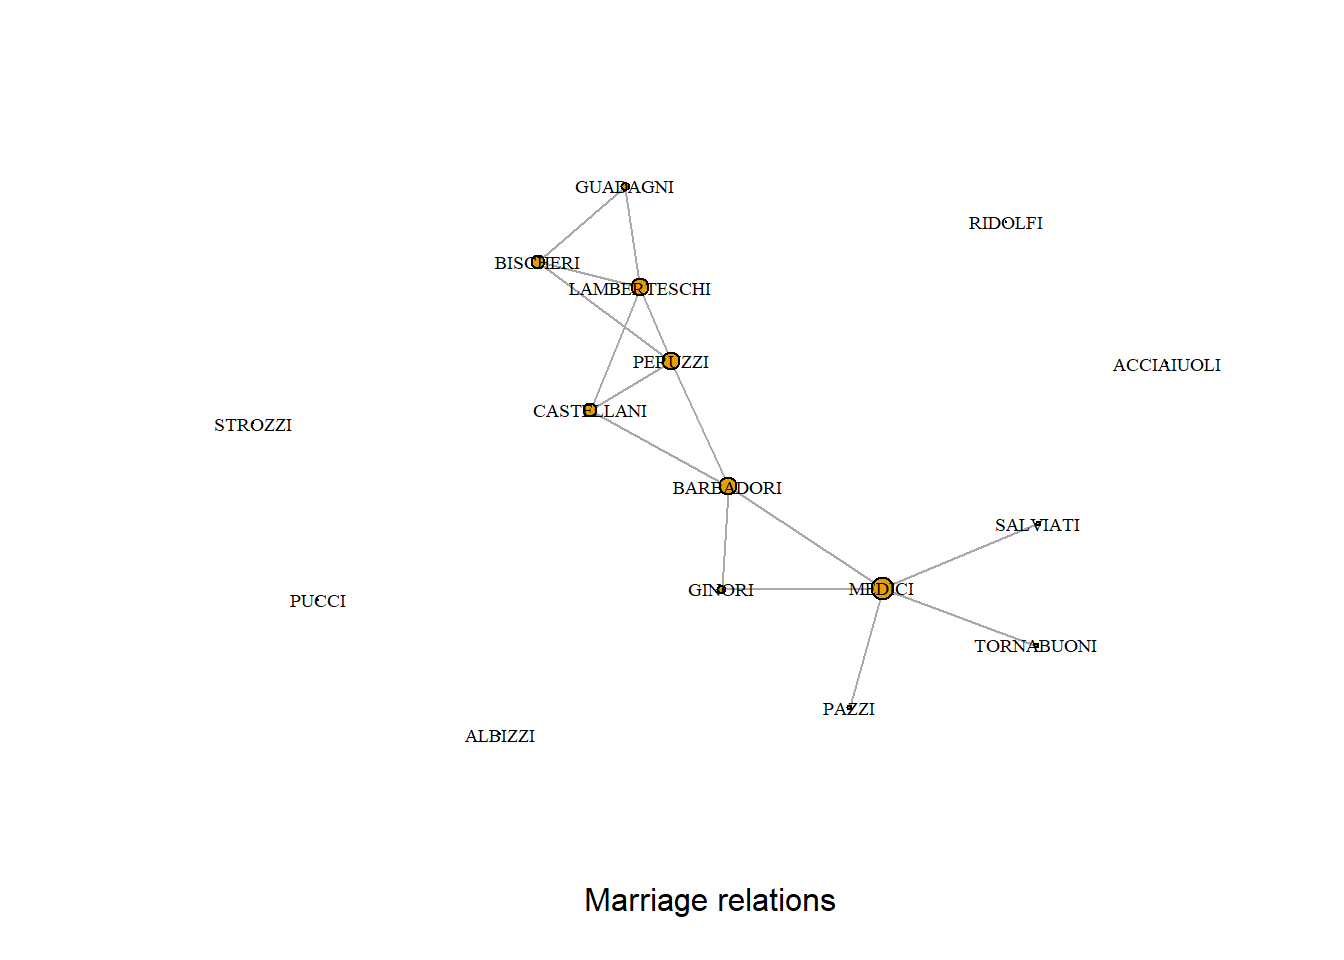 GUADAGNI
RIDOLFI
BISCHERI
LAMBERTESCHI
PERUZZI
ACCIAIUOLI
CASTELLANI
STROZZI
BARBADORI
SALVIATI
GINORI
MEDICI
PUCCI
TORNABUONI
PAZZI
ALBIZZI
Marriage relations